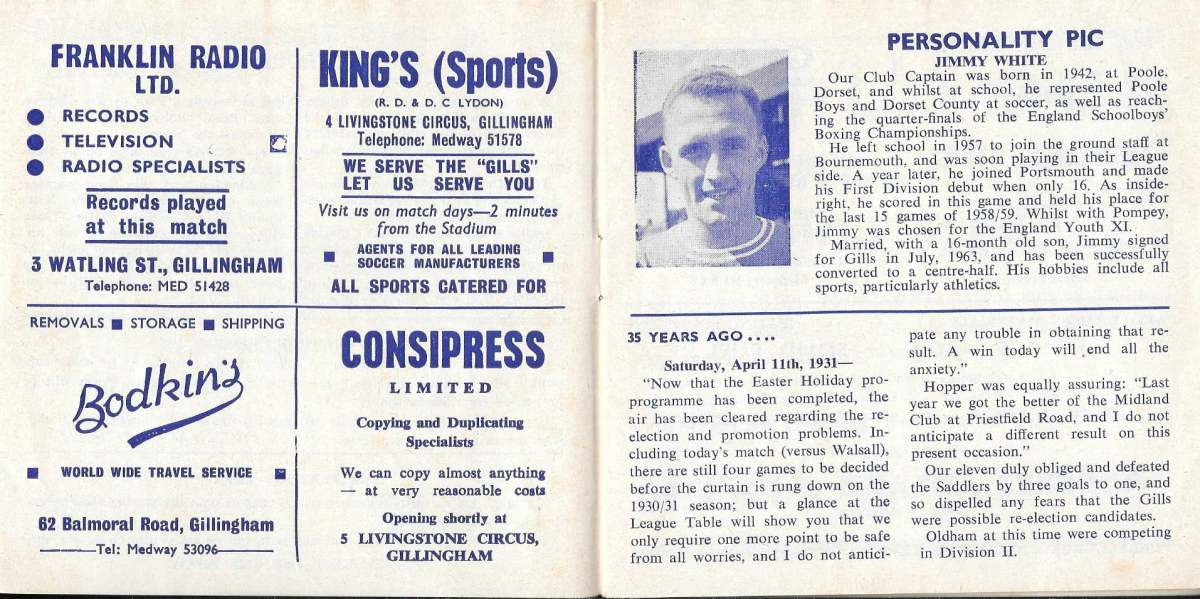 FRANKLIN RADIO
LTD.
RECORDS
TELEVISION
RADIO SPECIALISTS
Records played
at this match
3 WATLING ST., GILLINGHAM
Telephone: MED 51428
KING'S (Sports)
(R. D. & D. C LYDON)
4 LIVINGSTONE CIRCUS, GILLINGHAM
Telephone: Medway 51578
WE SERVE THE "GILLS"
LET US SERVE YOU
Visit us on match days—2 minutes
from the Stadium
AGENTS FOR ALL LEADING
SOCCER MANUFACTURERS
ALL SPORTS CATERED FOR
REMOVALS ■ STORAGE ■ SHIPPING
Bodkin's
WORLD WIDE TRAVEL SERVICE
62 Balmoral Road, Gillingham
Tel: Medway 53096
CONSIPRESS
LIMITED
Copying and Duplicating
Specialists
We can copy almost anything
— at very reasonable costs
Opening shortly at
5 LIVINGSTONE CIRCUS,
GILLINGHAM
PERSONALITY PIC
JIMMY WHITE
Our Club Captain was born in 1942, at Poole,
Dorset, and whilst at school, he represented Poole
Boys and Dorset County at soccer, as well as reach-
ing the quarter-finals of the England Schoolboys'
Boxing Championships.
He left school in 1957 to join the ground staff at
Bournemouth, and was soon playing in their League
side. A year later, he joined Portsmouth and made
his First Division debut when only 16. As inside-
right, he scored in this game and held his place for
the last 15 games of 1958/59. Whilst with Pompey,
Jimmy was chosen for the England Youth XI.
Married, with a 16-month old son, Jimmy signed
for Gills in July, 1963, and has been successfully
converted to a centre-half. His hobbies include all
sports, particularly athletics.
35 YEARS AGO....
Saturday, April 11th, 1931—
"Now that the Easter Holiday pro-
programme has been completed, the
air has been cleared regarding the re-
election and promotion problems. In-
cluding today's match (versus Walsall),
there are still four games to be decided
before the curtain is rung down on the
1930/31 season; but a glance at the
League Table will show you that we
only require one more point to be safe
from all worries, and I do not antici-
pate any trouble in obtaining that re-
sult. A win today will end all the
anxiety."
Hopper was equally assuring: "Last
year we got the better of the Midland
Club at Priestfield Road, and I do not
anticipate a different result on this
present occasion."
Our eleven duly obliged and defeated
the Saddlers by three goals to one, and
so dispelled any fears that the Gills
were possible re-election candidates.
Oldham at this time were competing
in Division II.